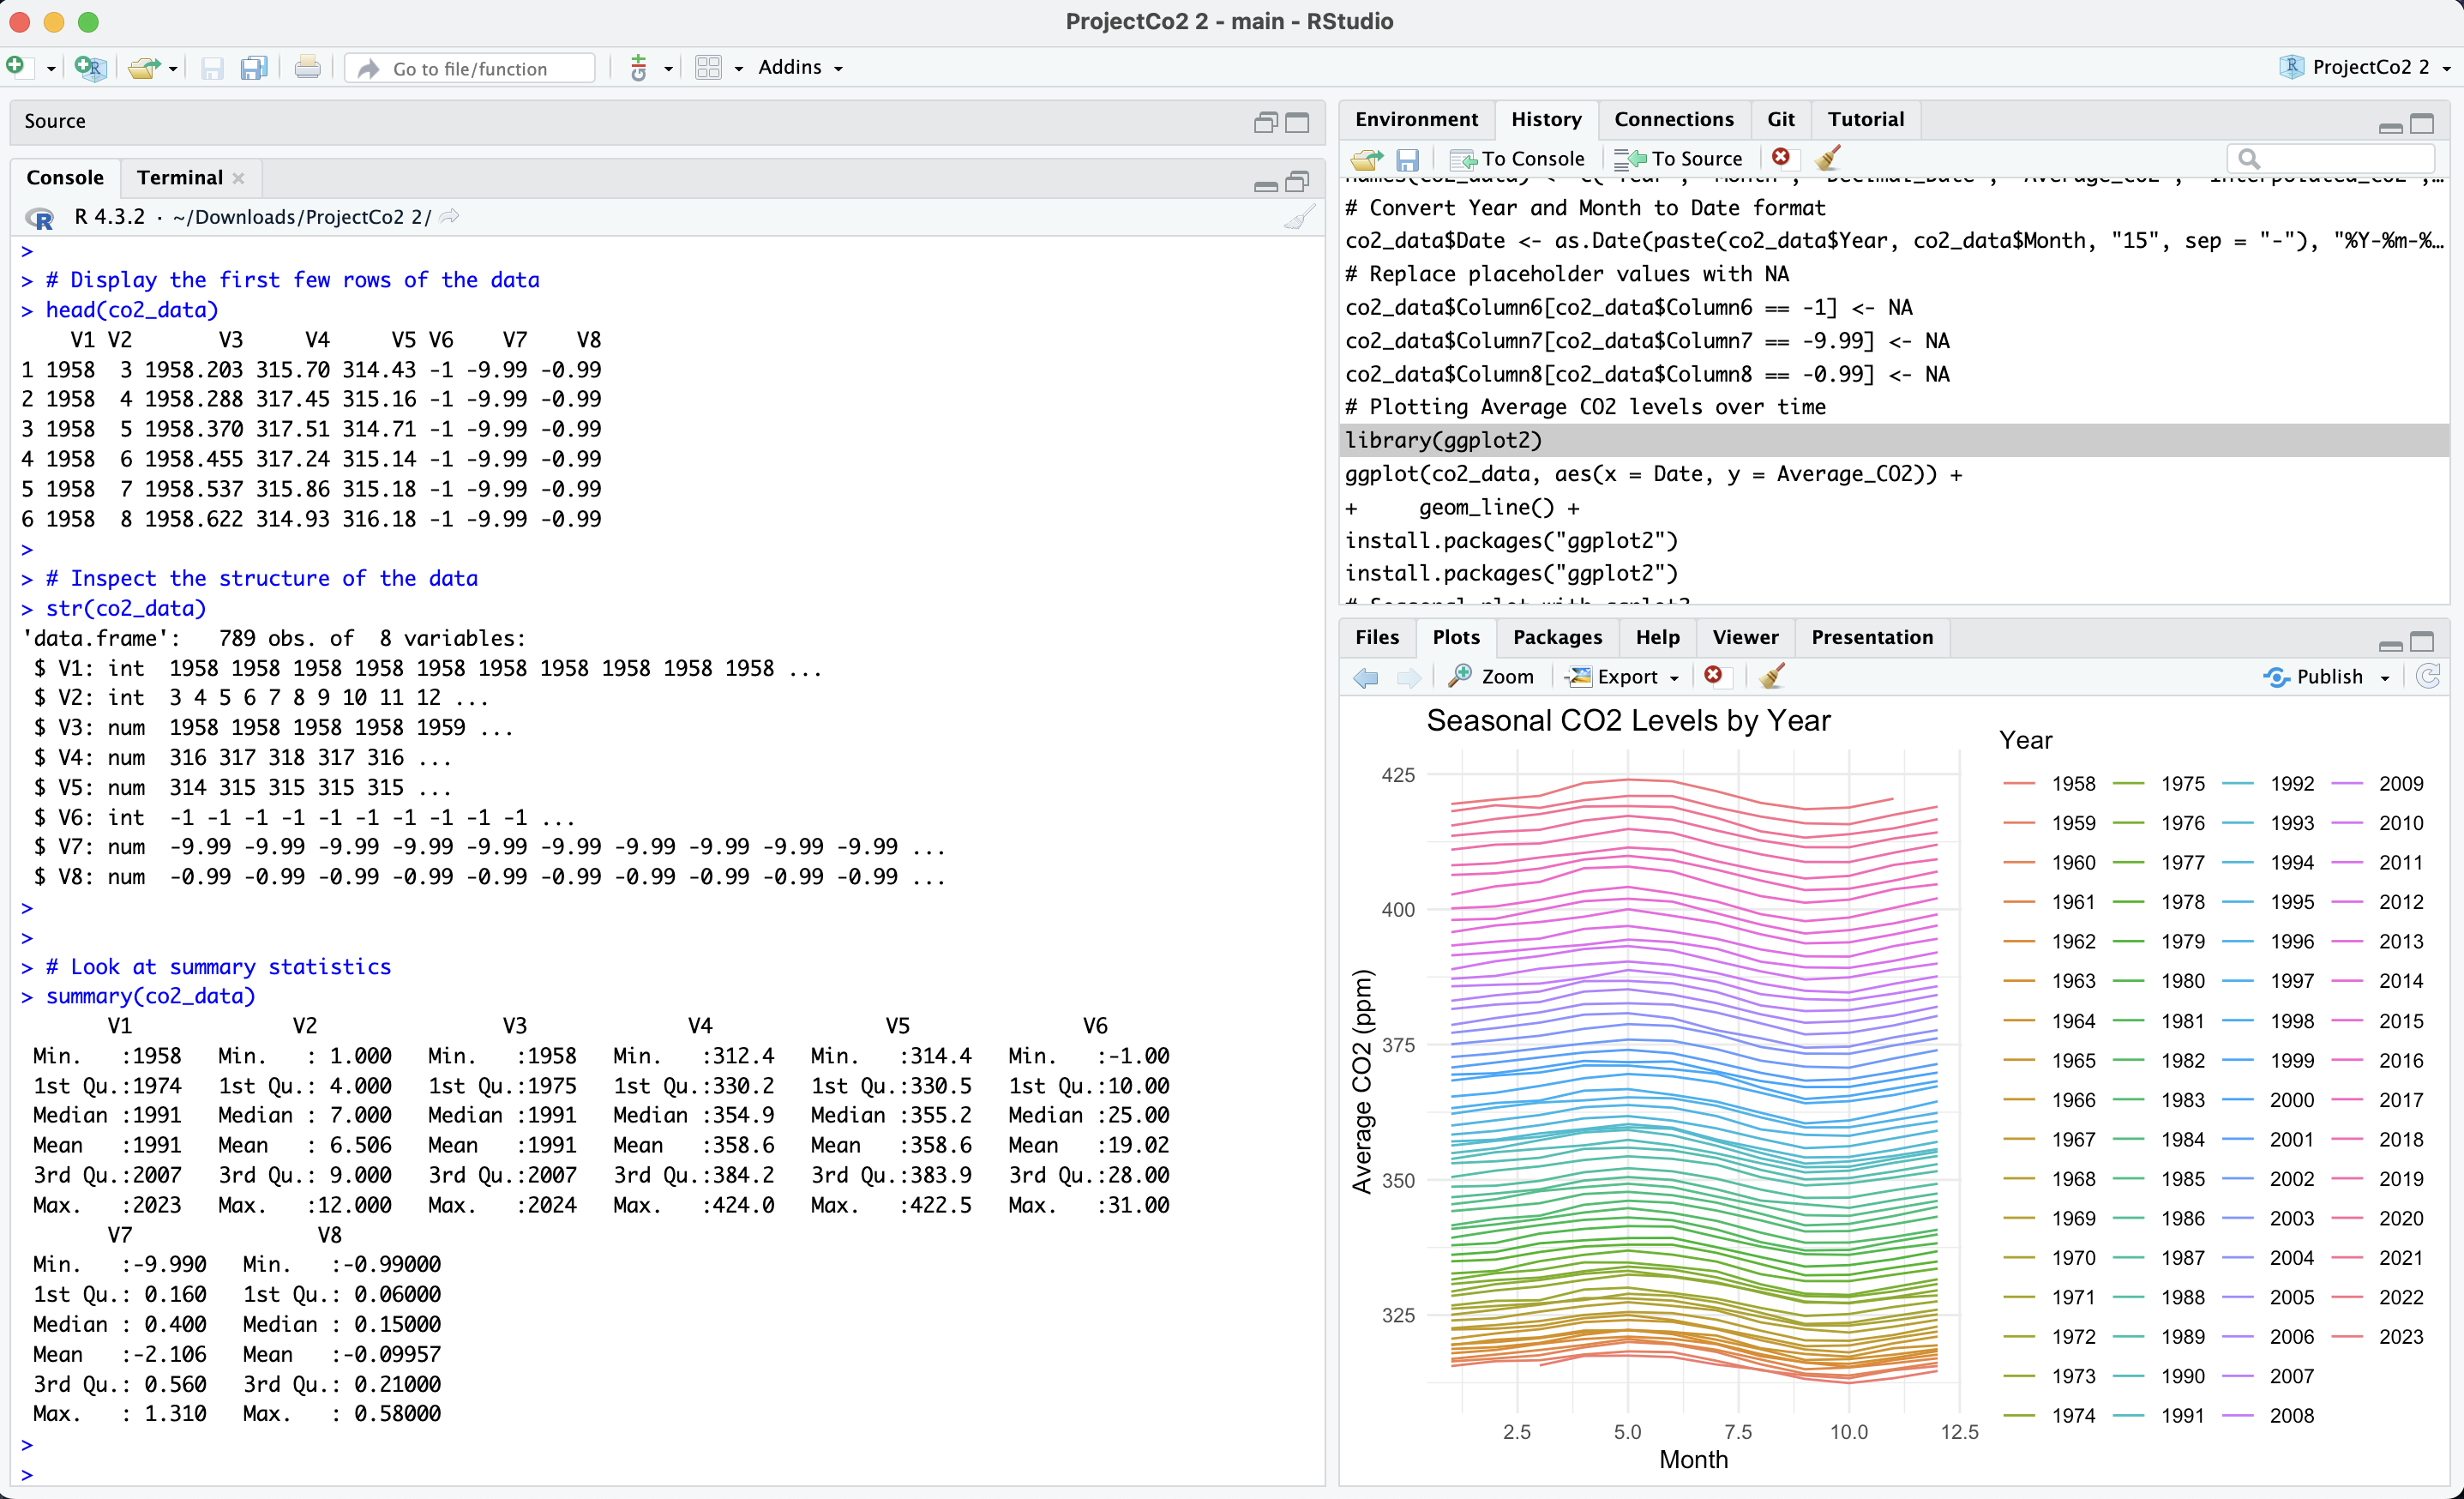 ProjectCo2 2 - main - RStudio
Go to file/function
Addins
ProjectCo2 2
Source
Console Terminal
R 4.3.2 · ~/Downloads/ProjectCo2 2/
>
> # Display the first few rows of the data
> head(co2_data)
V1 V2 V3 V4 V5 V6 V7 V8
1 1958 3 1958.203 315.70 314.43 -1 -9.99 -0.99
2 1958 4 1958.288 317.45 315.16 -1 -9.99 -0.99
3 1958 5 1958.370 317.51 314.71 -1 -9.99 -0.99
4 1958 6 1958.455 317.24 315.14 -1 -9.99 -0.99
5 1958 7 1958.537 315.86 315.18 -1 -9.99 -0.99
6 1958 8 1958.622 314.93 316.18 -1 -9.99 -0.99
>
> # Inspect the structure of the data
> str(co2_data)
'data.frame': 789 obs. of 8 variables:
$ V1: int 1958 1958 1958 1958 1958 1958 1958 1958 1958 1958 ...
$ V2: int 3 4 5 6 7 8 9 10 11 12 ...
$ V3: num 1958 1958 1958 1958 1959 ...
$ V4: num 316 317 318 317 316 ...
$ V5: num 314 315 315 315 315 ...
$ V6: int -1 -1 -1 -1 -1 -1 -1 -1 -1 -1 ...
$ V7: num -9.99 -9.99 -9.99 -9.99 -9.99 -9.99 -9.99 -9.99 -9.99 -9.99 ...
$ V8: num -0.99 -0.99 -0.99 -0.99 -0.99 -0.99 -0.99 -0.99 -0.99 -0.99 ...
>
>
> # Look at summary statistics
> summary(co2_data)
V1 V2 V3 V4 V5 V6
Min. :1958 Min. : 1.000 Min. :1958 Min. :312.4 Min. :314.4 Min. :-1.00
1st Qu.:1974 1st Qu.: 4.000 1st Qu.:1975 1st Qu.:330.2 1st Qu.:330.5 1st Qu.:10.00
Median :1991 Median : 7.000 Median :1991 Median :354.9 Median :355.2 Median :25.00
Mean :1991 Mean : 6.506 Mean :1991 Mean :358.6 Mean :358.6 Mean :19.02
3rd Qu.:2007 3rd Qu.: 9.000 3rd Qu.:2007 3rd Qu.:384.2 3rd Qu.:383.9 3rd Qu.:28.00
Max. :2023 Max. :12.000 Max. :2024 Max. :424.0 Max. :422.5 Max. :31.00
V7 V8
Min. :-9.990 Min. :-0.99000
1st Qu.: 0.160 1st Qu.: 0.06000
Median : 0.400 Median : 0.15000
Mean :-2.106 Mean :-0.09957
3rd Qu.: 0.560 3rd Qu.: 0.21000
Max. : 1.310 Max. : 0.58000
>
>
Environment History Connections Git Tutorial
To Console To Source
# Convert Year and Month to Date format
co2_data$Date <- as.Date(paste(co2_data$Year, co2_data$Month, "15", sep = "-"), "%Y-%m-%…
# Replace placeholder values with NA
co2_data$Column6[co2_data$Column6 == -1] <- NA
co2_data$Column7[co2_data$Column7 == -9.99] <- NA
co2_data$Column8[co2_data$Column8 == -0.99] <- NA
# Plotting Average CO2 levels over time
library(ggplot2)
ggplot(co2_data, aes(x = Date, y = Average_CO2)) +
+ geom_line() +
install.packages("ggplot2")
install.packages("ggplot2")
Files Plots Packages Help Viewer Presentation
Zoom Export Publish
Seasonal CO2 Levels by Year
Average CO2 (ppm)
425
400
375
350
325
2.5 5.0 7.5 10.0 12.5
Month
Year
1958 1975 1992 2009
1959 1976 1993 2010
1960 1977 1994 2011
1961 1978 1995 2012
1962 1979 1996 2013
1963 1980 1997 2014
1964 1981 1998 2015
1965 1982 1999 2016
1966 1983 2000 2017
1967 1984 2001 2018
1968 1985 2002 2019
1969 1986 2003 2020
1970 1987 2004 2021
1971 1988 2005 2022
1972 1989 2006 2023
1973 1990 2007
1974 1991 2008